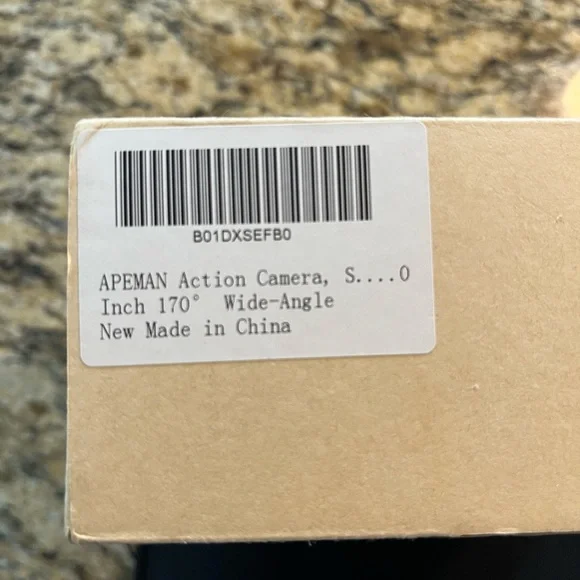 B01DXSEFB0
APEMAN Action Camera, S....0
Inch 170° Wide-Angle
New Made in China